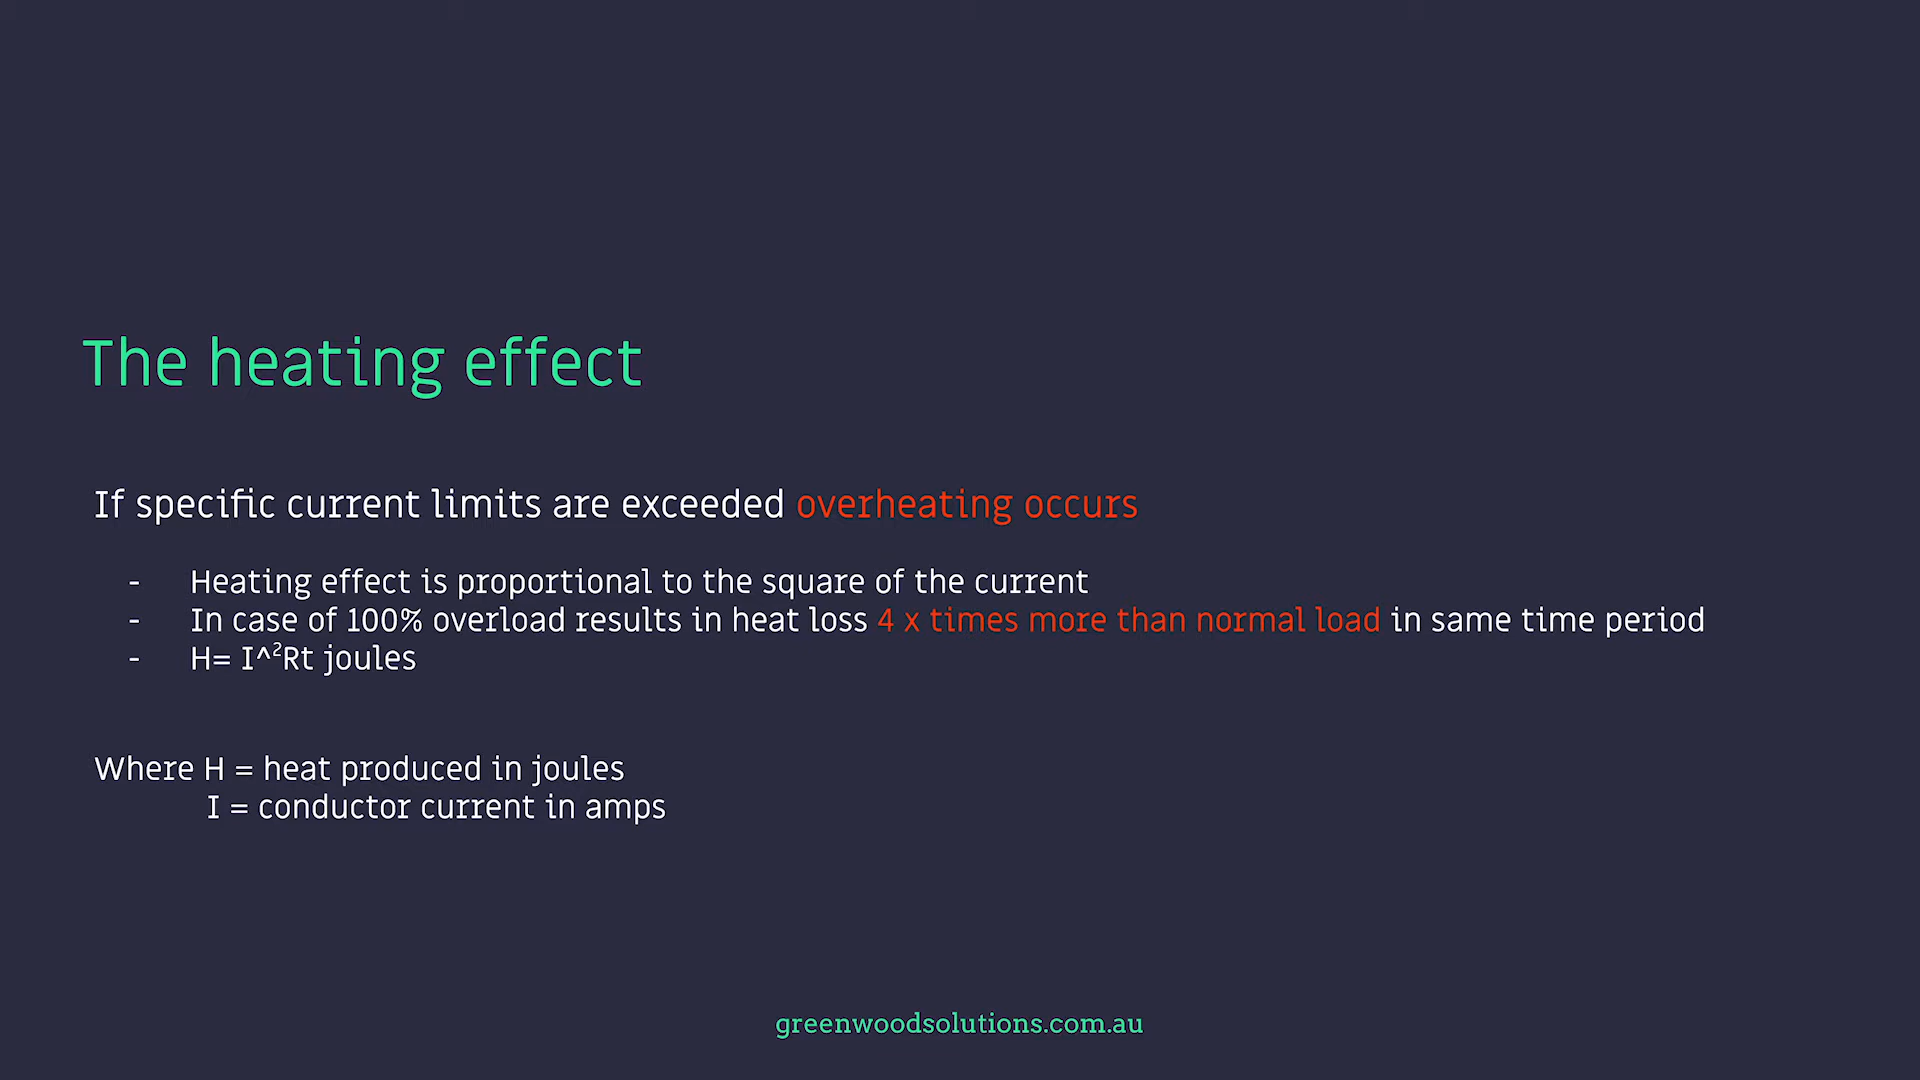 The heating effect
If specific current limits are exceeded overheating occurs
- Heating effect is proportional to the square of the current
- In case of 100% overload results in heat loss 4 x times more than normal load in same time period
- H= I^²Rt joules
Where H = heat produced in joules
I = conductor current in amps
greenwoodsolutions.com.au